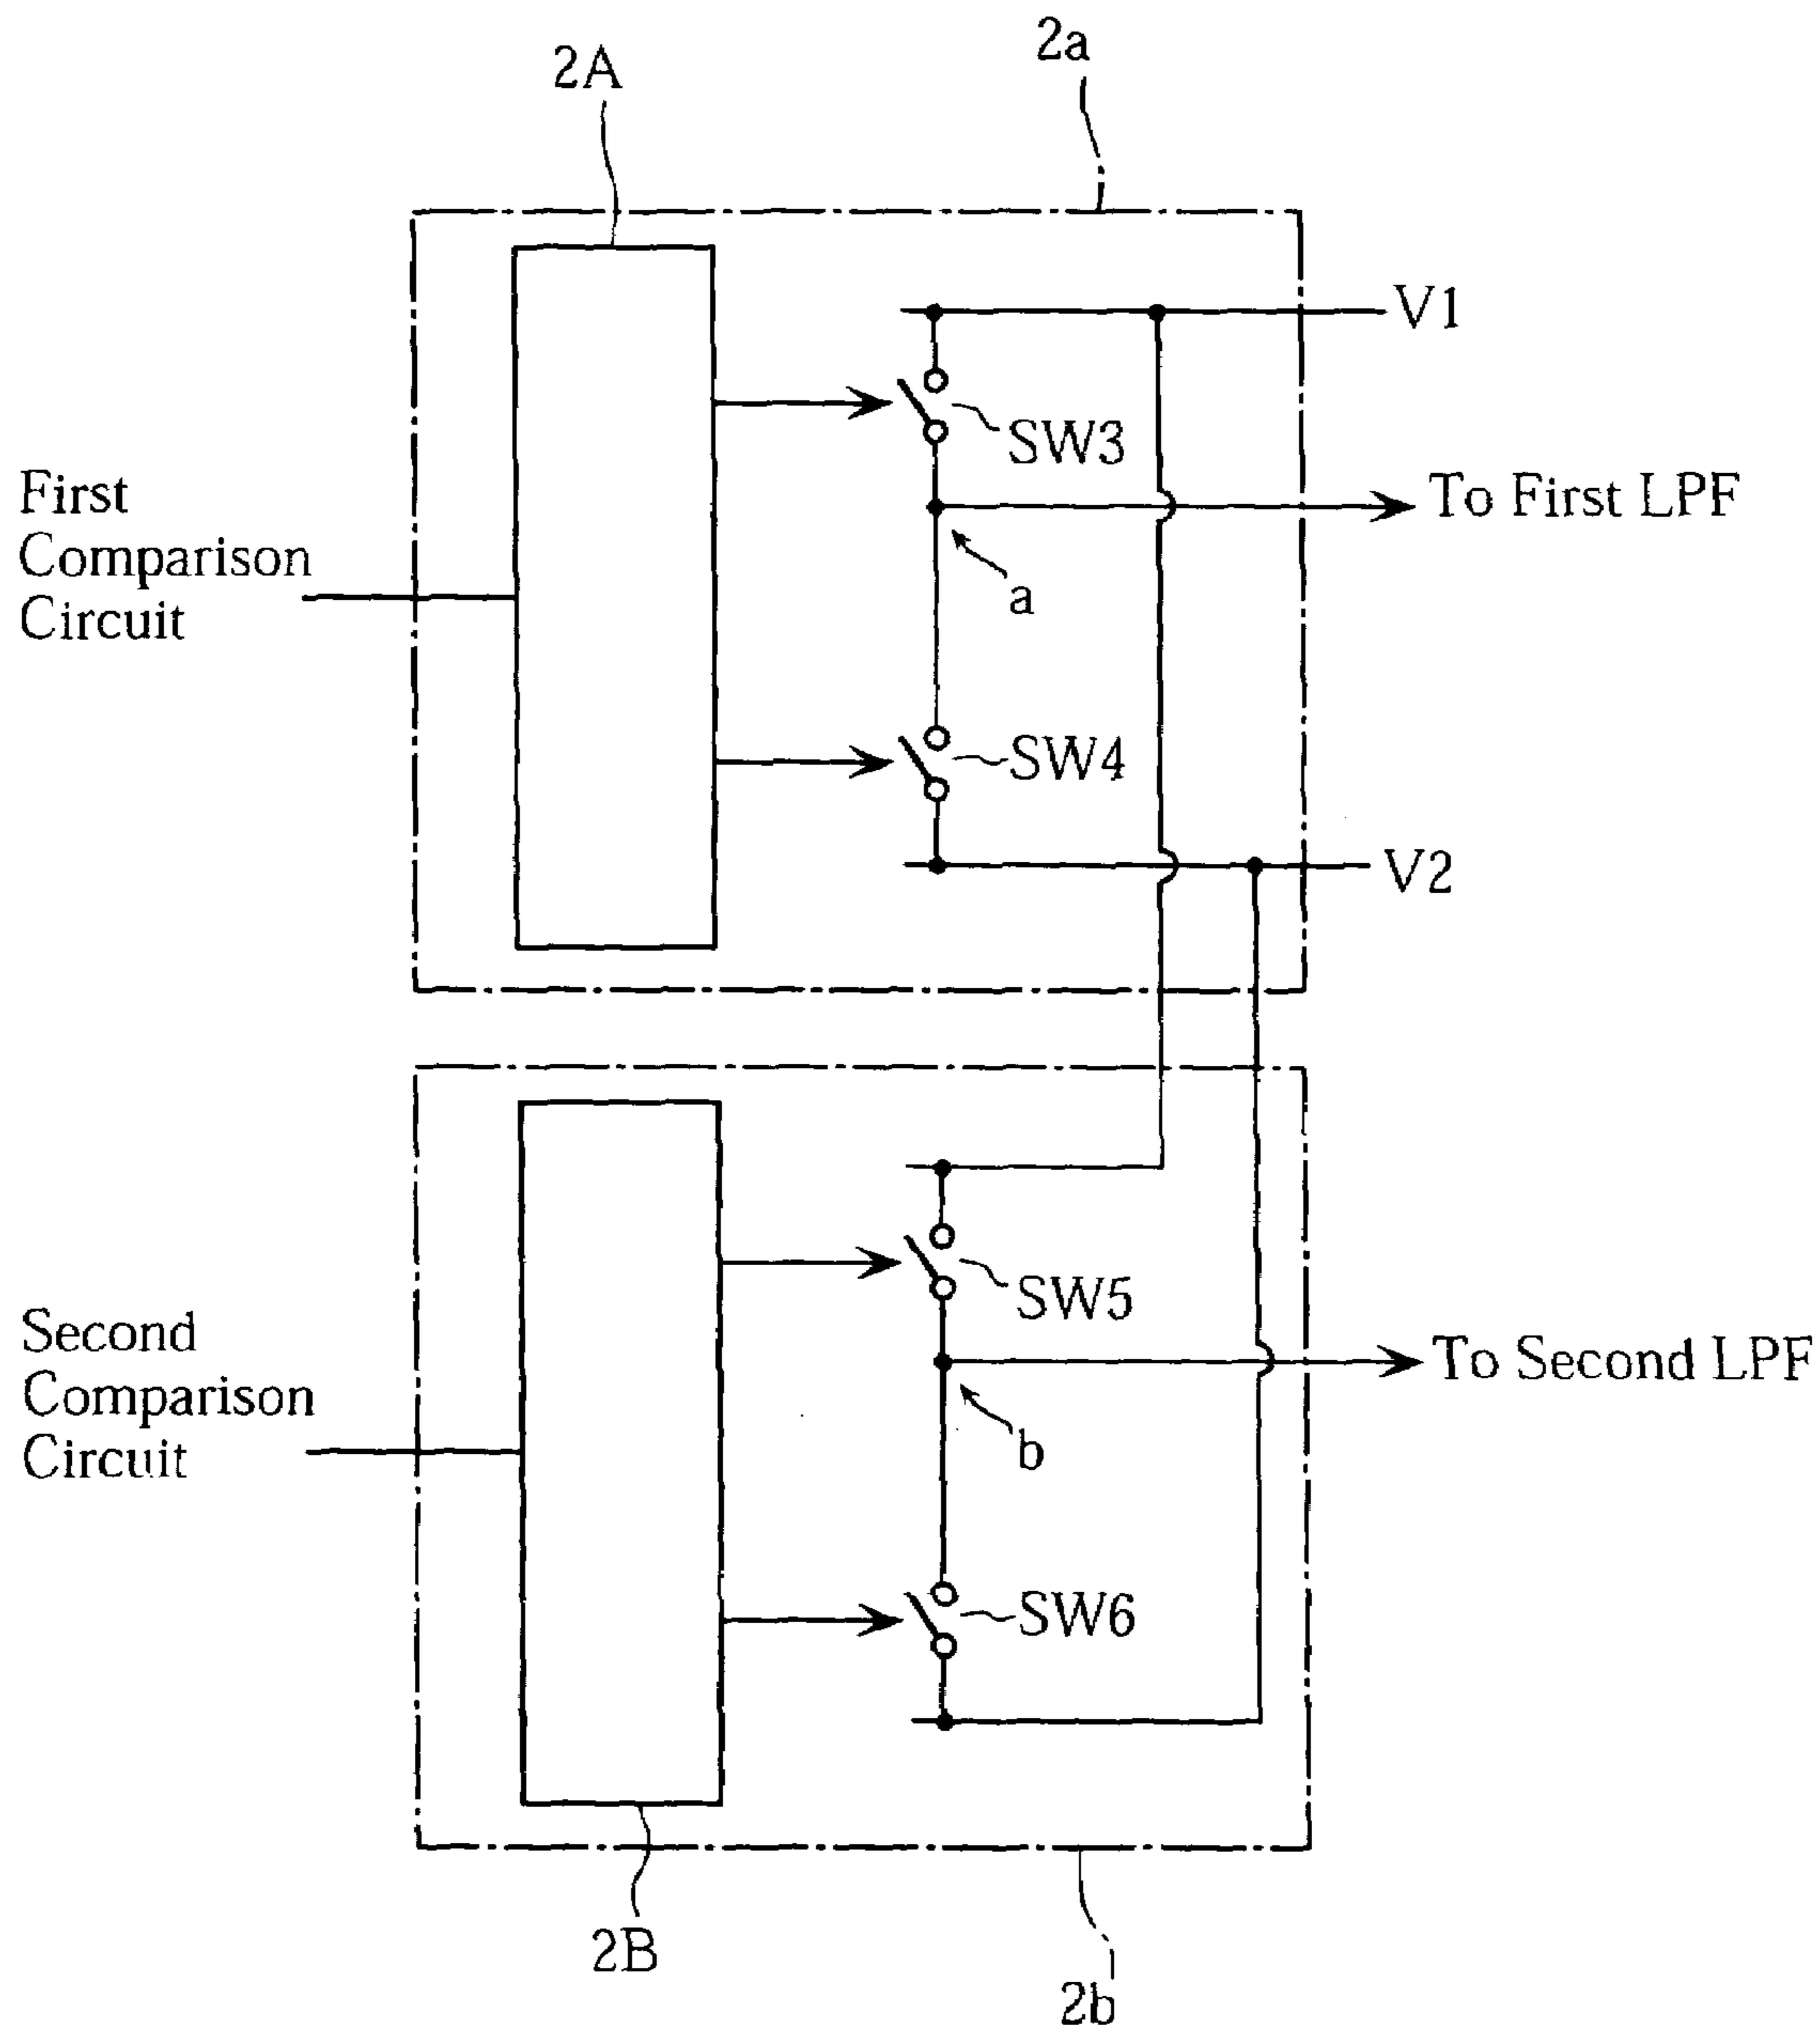 2a
2A
V1
SW3
To First LPF
First
Comparison
Circuit
a
SW4
V2
SW5
To Second LPF
Second
Comparison
Circuit
b
SW6
2B
2b